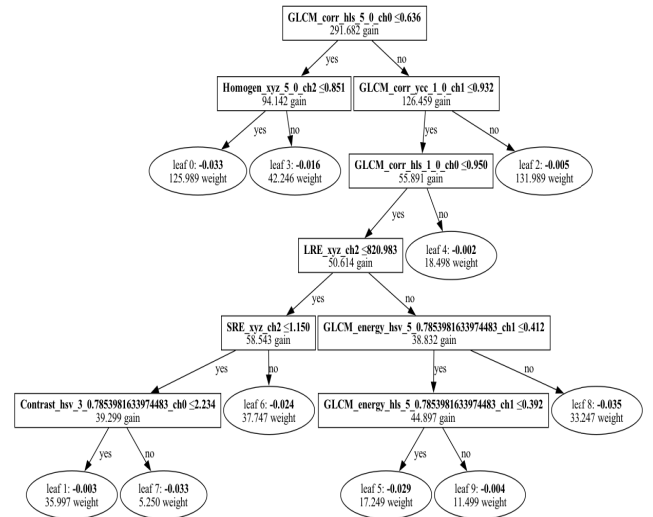 GLCM_corr_hls_5_0_ch0 ≤0.636
291.682 gain
yes
no
Homogen_xyz_5_0_ch2 ≤0.851
94.142 gain
GLCM_corr_ycc_1_0_ch1 ≤0.932
126.459 gain
yes
no
yes
no
leaf 0: -0.033
125.989 weight
leaf 3: -0.016
42.246 weight
GLCM_corr_hls_1_0_ch0 ≤0.950
55.891 gain
leaf 2: -0.005
131.989 weight
yes
no
LRE_xyz_ch2 ≤820.983
50.614 gain
leaf 4: -0.002
18.498 weight
yes
no
SRE_xyz_ch2 ≤1.150
58.543 gain
GLCM_energy_hsv_5_0.7853981633974483_ch1 ≤0.412
38.832 gain
yes
no
yes
no
Contrast_hsv_3_0.7853981633974483_ch0 ≤2.234
39.299 gain
leaf 6: -0.024
37.747 weight
GLCM_energy_hls_5_0.7853981633974483_ch1 ≤0.392
44.897 gain
leaf 8: -0.035
33.247 weight
yes
no
yes
no
leaf 1: -0.003
35.997 weight
leaf 7: -0.033
5.250 weight
leaf 5: -0.029
17.249 weight
leaf 9: -0.004
11.499 weight